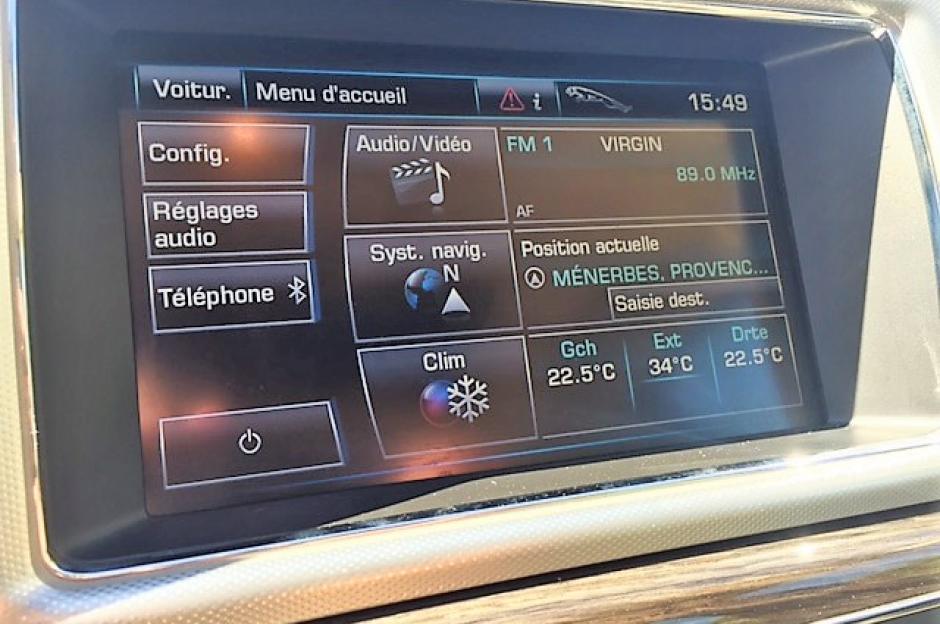 Voitur.
Menu d'accueil
i
15:49
Config.
Réglages
audio
Téléphone
Audio/Vidéo
FM 1 VIRGIN
89.0 MHz
AF
Syst. navig.
N
Position actuelle
MÉNERBES, PROVENC...
Saisie dest.
Clim
Gch Ext Drte
22.5°C 34°C 22.5°C